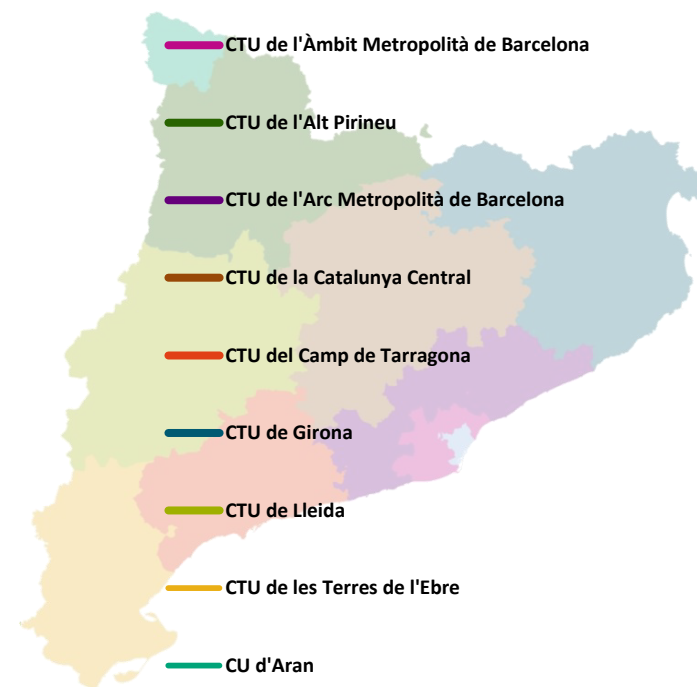 CTU de l'Àmbit Metropolità de Barcelona
CTU de l'Alt Pirineu
CTU de l'Arc Metropolità de Barcelona
CTU de la Catalunya Central
CTU del Camp de Tarragona
CTU de Girona
CTU de Lleida
CTU de les Terres de l'Ebre
CU d'Aran